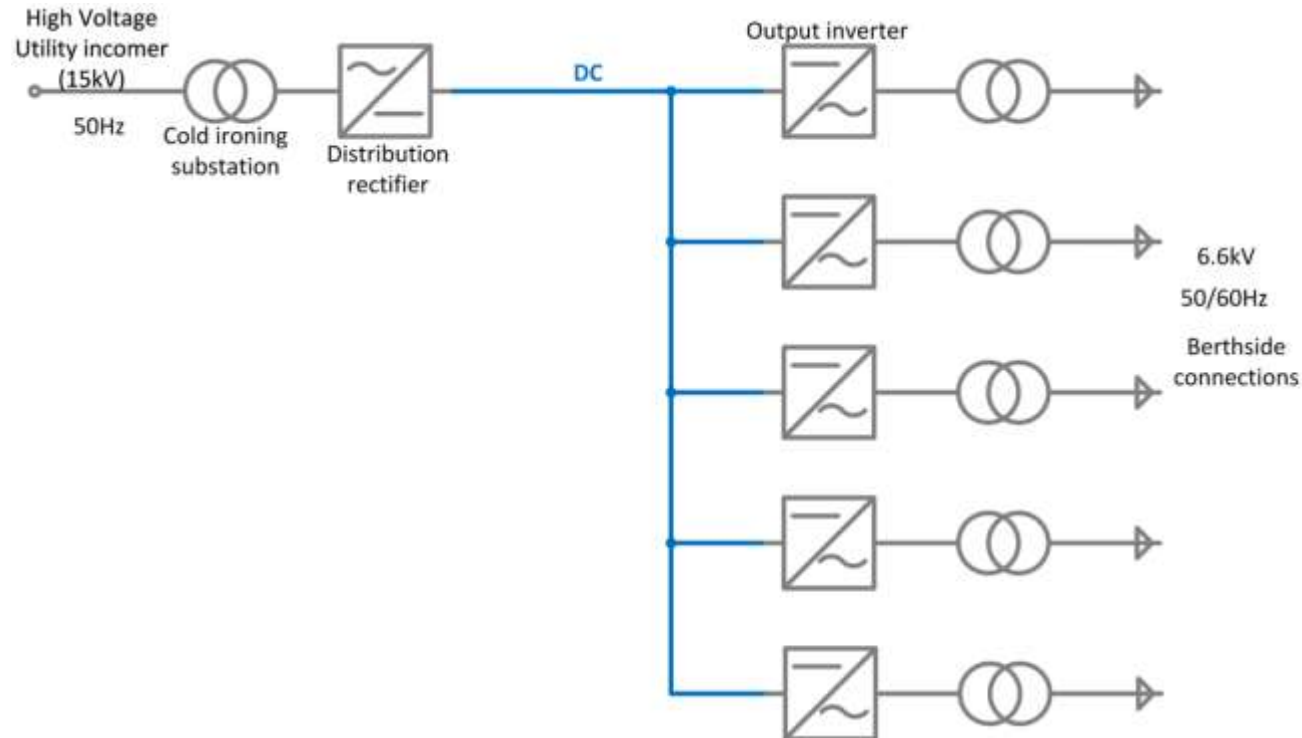 High Voltage
Utility incomer
(15kV)
50Hz
Cold ironing
substation
Distribution
rectifier
DC
Output inverter
6.6kV
50/60Hz
Berthside
connections